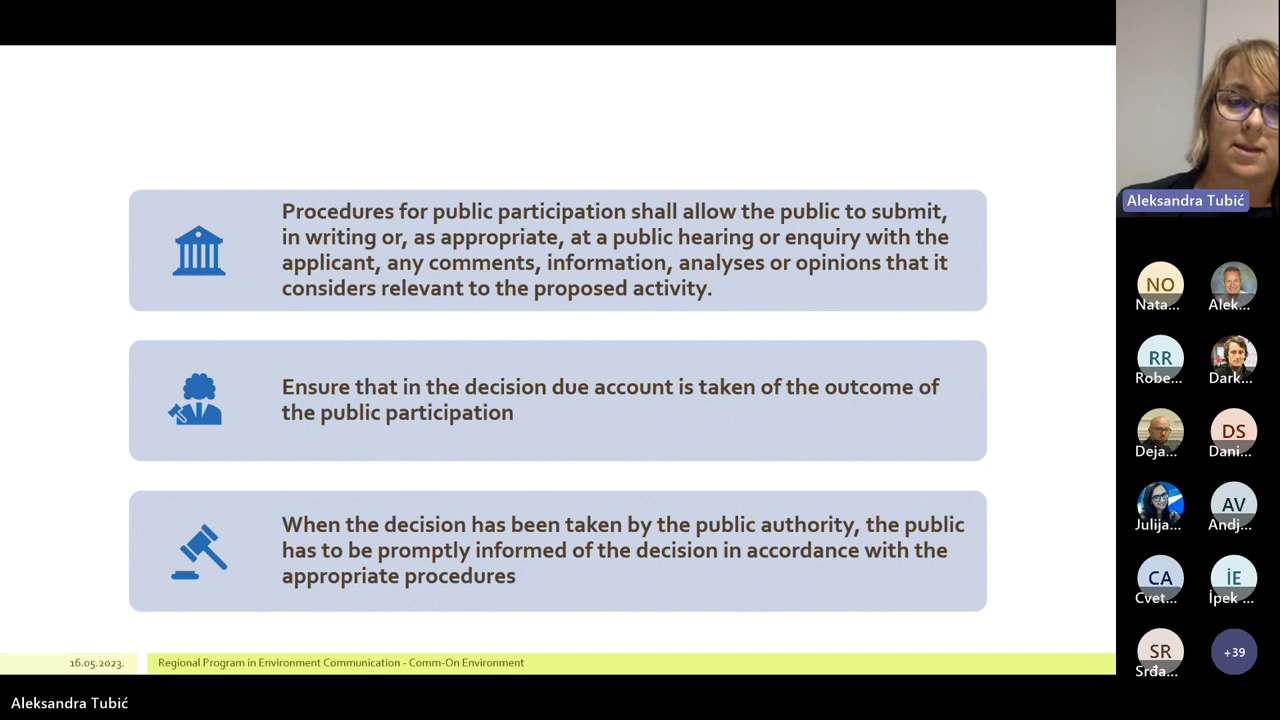 Procedures for public participation shall allow the public to submit,
in writing or, as appropriate, at a public hearing or enquiry with the
applicant, any comments, information, analyses or opinions that it
considers relevant to the proposed activity.
Ensure that in the decision due account is taken of the outcome of
the public participation
When the decision has been taken by the public authority, the public
has to be promptly informed of the decision in accordance with the
appropriate procedures
16.05.2023.
Regional Program in Environment Communication - Comm-On Environment
Aleksandra Tubić
Aleksandra Tubić
NO
Nata...
Alek...
RR
Robe...
Dark...
Deja...
DS
Dani...
Julija...
AV
Andj...
CA
Cvet...
İE
İpek ...
SR
Srđa...
+39